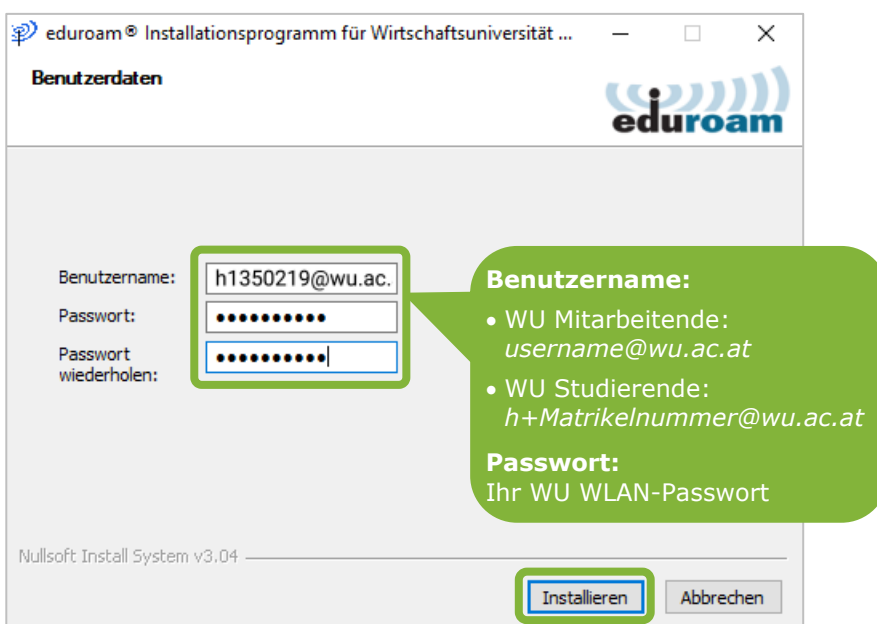 eduroam® Installationsprogramm für Wirtschaftsuniversität ...
Benutzerdaten
eduroam
Benutzername:
h1350219@wu.ac.
Passwort:
●●●●●●●●●●
Passwort
wiederholen:
●●●●●●●●●●
Benutzername:
• WU Mitarbeitende:
username@wu.ac.at
• WU Studierende:
h+Matrikelnummer@wu.ac.at
Passwort:
Ihr WU WLAN-Passwort
Nullsoft Install System v3.04
Installieren
Abbrechen